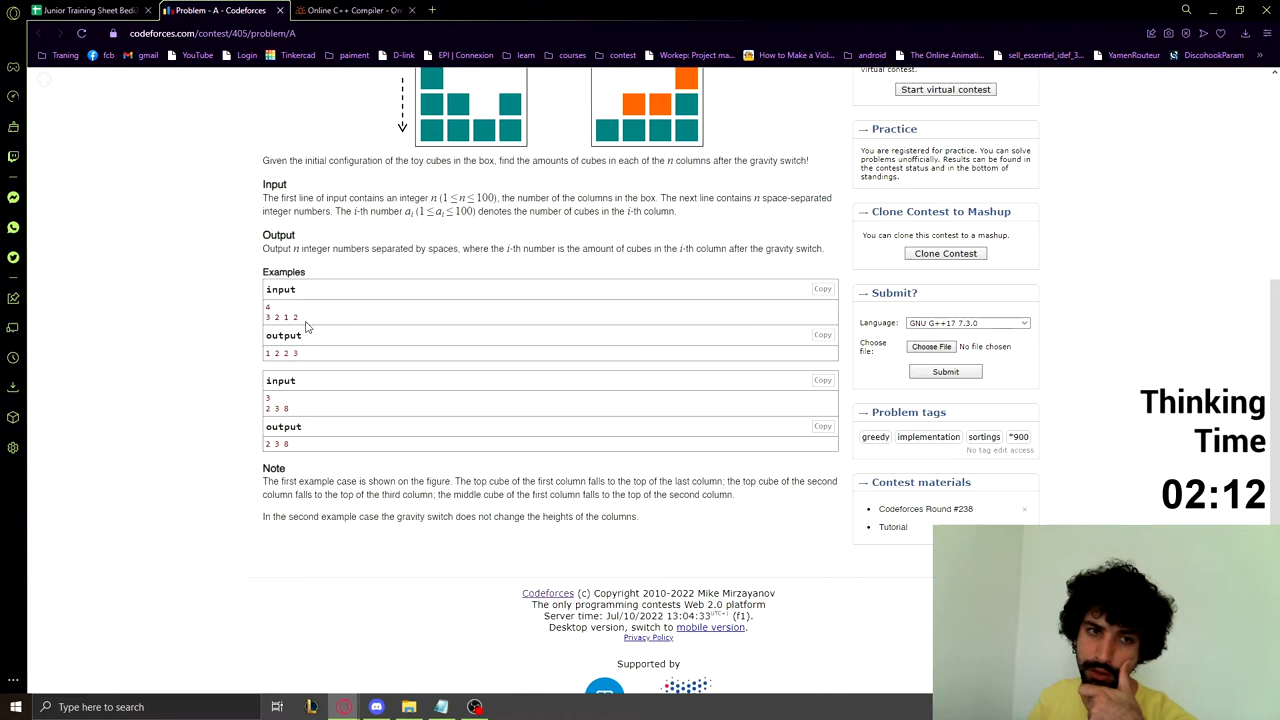 Junior Training Sheet Bedi
Problem - A - Codeforces
Online C++ Compiler - On
codeforces.com/contest/405/problem/A
Traning
fcb
gmail
YouTube
Login
Tinkercad
paiment
D-link
EPI | Connexion
learn
courses
contest
Workep: Project ma...
How to Make a Viol...
android
The Online Animati...
sell_essentiel_idef_3...
YamenRouteur
DiscohookParam
virtual contest.
Start virtual contest
Given the initial configuration of the toy cubes in the box, find the amounts of cubes in each of the n columns after the gravity switch!
→ Practice
You are registered for practice. You can solve
problems unofficially. Results can be found in
the contest status and in the bottom of
standings.
Input
The first line of input contains an integer n (1 ≤ n ≤ 100), the number of the columns in the box. The next line contains n space-separated
integer numbers. The i-th number ai (1 ≤ ai ≤ 100) denotes the number of cubes in the i-th column.
→ Clone Contest to Mashup
You can clone this contest to a mashup.
Clone Contest
Output
Output n integer numbers separated by spaces, where the i-th number is the amount of cubes in the i-th column after the gravity switch.
Examples
input
Copy
4
3 2 1 2
output
Copy
1 2 2 3
input
Copy
3
2 3 8
output
Copy
2 3 8
→ Submit?
Language:
GNU G++17 7.3.0
Choose
file:
Choose File
No file chosen
Submit
→ Problem tags
greedy
implementation
sortings
*900
No tag edit access
→ Contest materials
Codeforces Round #238
×
Tutorial
Note
The first example case is shown on the figure. The top cube of the first column falls to the top of the last column; the top cube of the second
column falls to the top of the third column; the middle cube of the first column falls to the top of the second column.
In the second example case the gravity switch does not change the heights of the columns.
Thinking
Time
02:12
Codeforces (c) Copyright 2010-2022 Mike Mirzayanov
The only programming contests Web 2.0 platform
Server time: Jul/10/2022 13:04:33UTC+1 (f1).
Desktop version, switch to mobile version.
Privacy Policy
Supported by
Type here to search